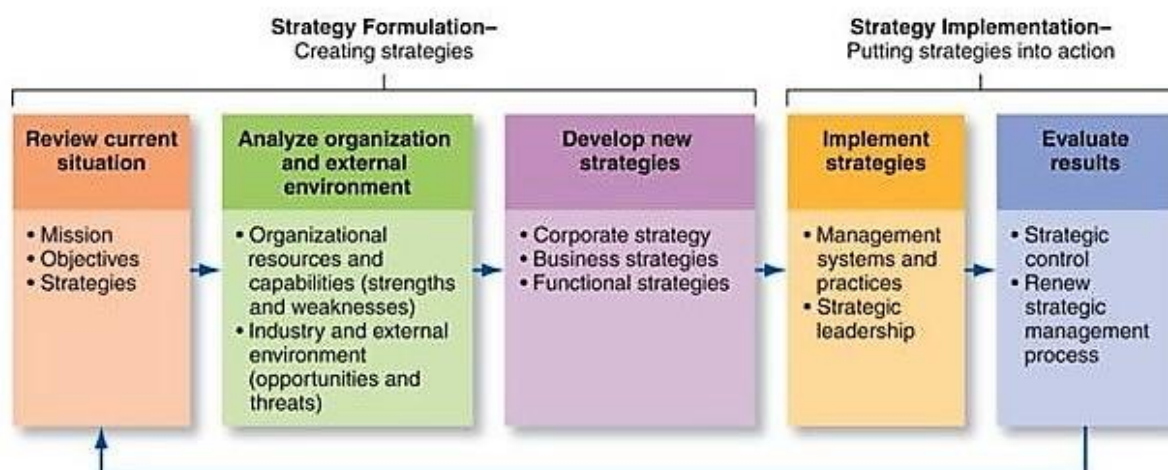 Strategy Formulation–
Creating strategies
Strategy Implementation–
Putting strategies into action
Review current
situation
• Mission
• Objectives
• Strategies
Analyze organization
and external
environment
• Organizational
resources and
capabilities (strengths
and weaknesses)
• Industry and external
environment
(opportunities and
threats)
Develop new
strategies
• Corporate strategy
• Business strategies
• Functional strategies
Implement
strategies
• Management
systems and
practices
• Strategic
leadership
Evaluate
results
• Strategic
control
• Renew
strategic
management
process